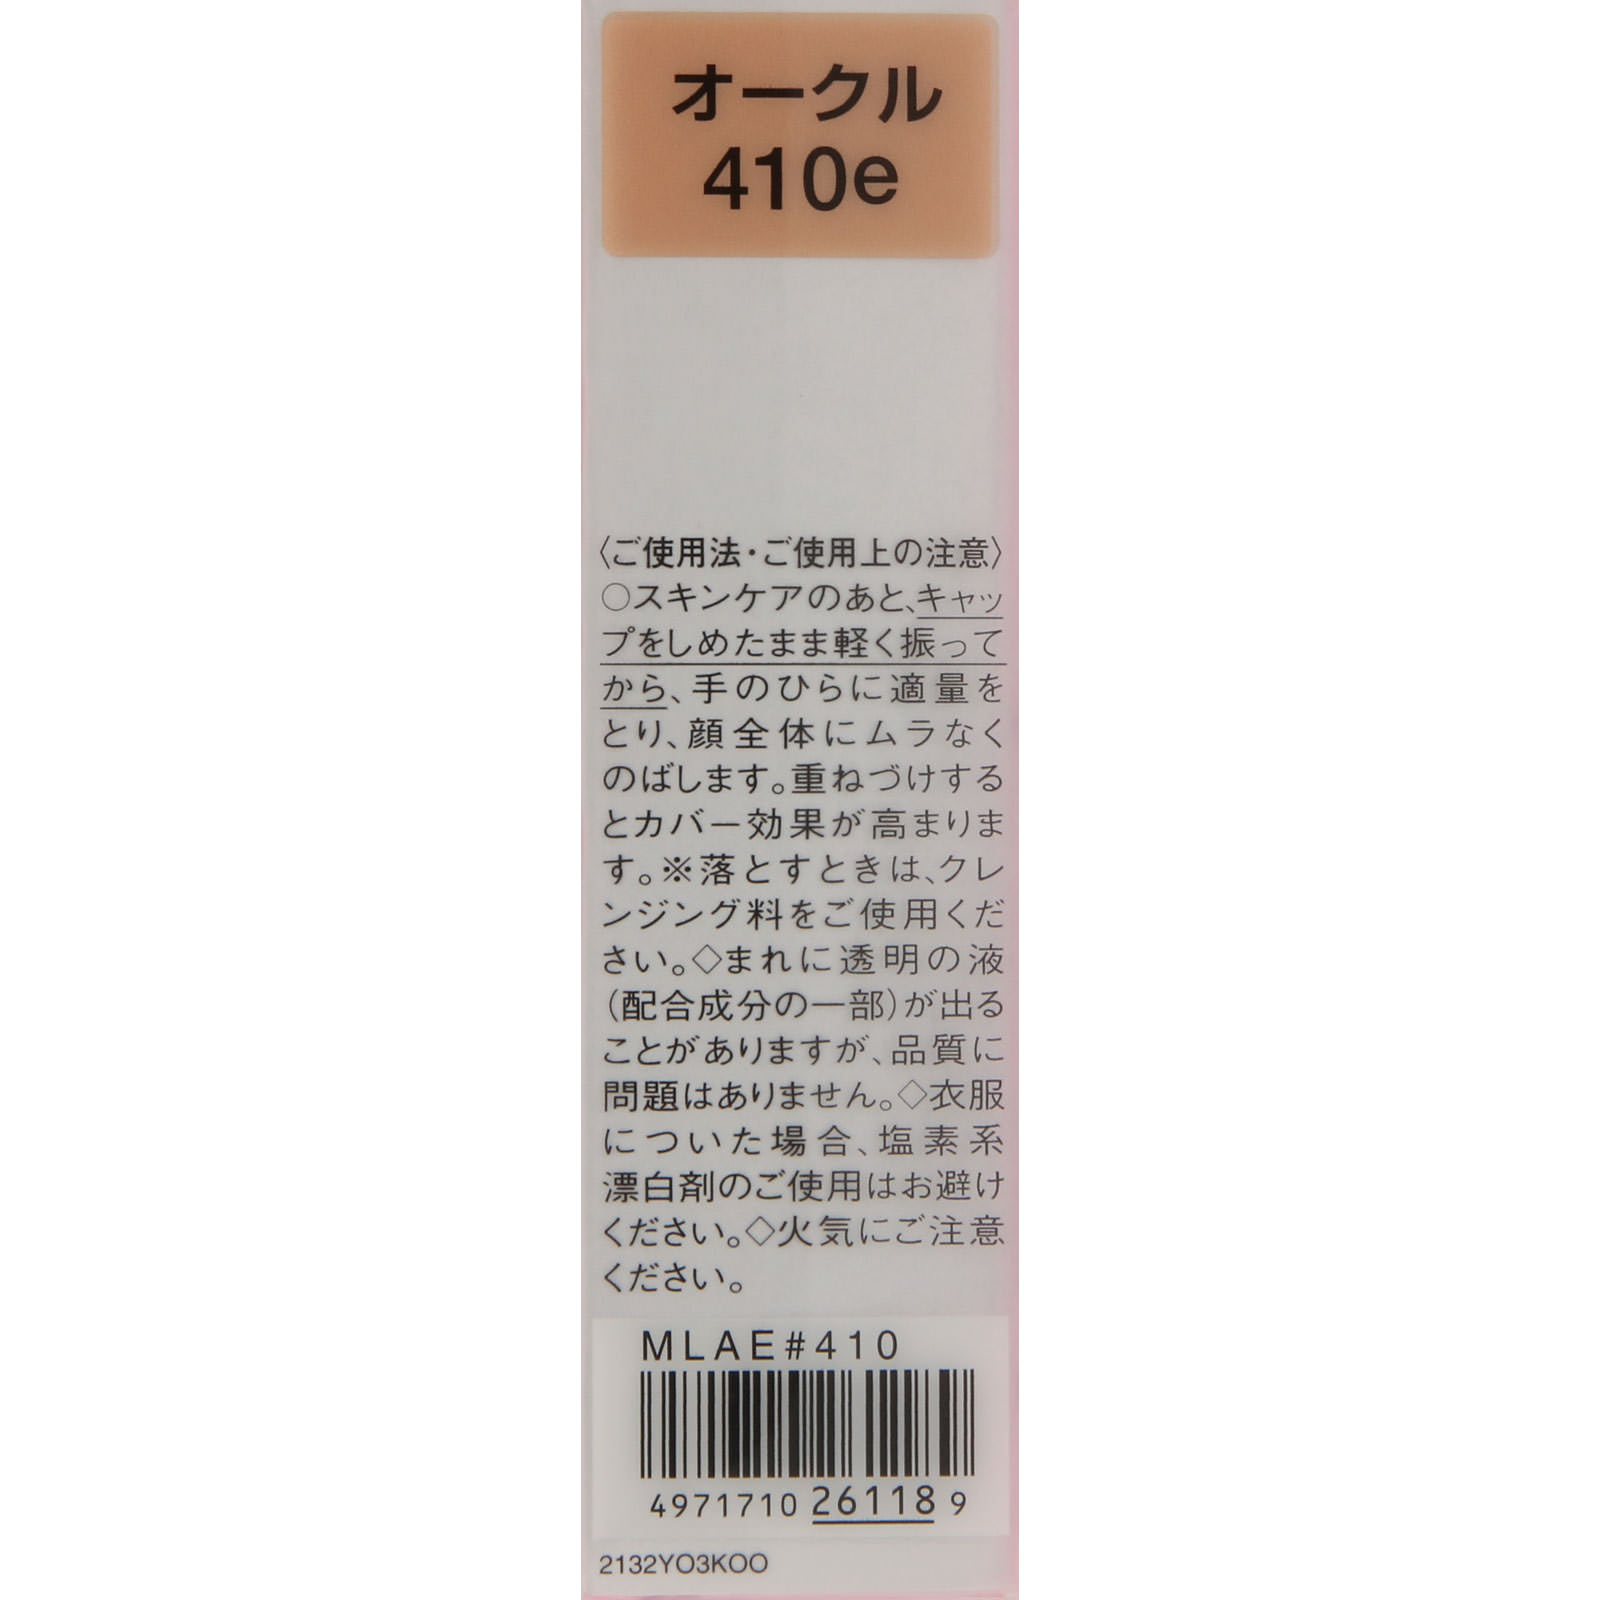 オークル
410e
〈ご使用法・ご使用上の注意〉
○スキンケアのあと、キャッ
プをしめたまま軽く振って
から、手のひらに適量を
とり、顔全体にムラなく
のばします。重ねづけする
とカバー効果が高まりま
す。※落とすときは、クレ
ンジング料をご使用くだ
さい。◇まれに透明の液
（配合成分の一部）が出る
ことがありますが、品質に
問題はありません。◇衣服
についた場合、塩素系
漂白剤のご使用はお避け
ください。◇火気にご注意
ください。
MLAE#410
4971710 261189
2132YO3KOO